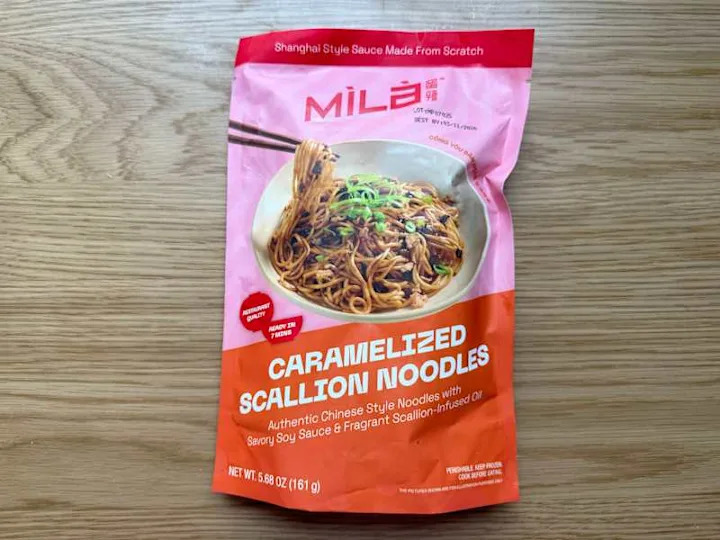 Shanghai Style Sauce Made From Scratch
MìLà
RESTAURANT
QUALITY
READY IN
7 MINS
CARAMELIZED
SCALLION NOODLES
Authentic Chinese Style Noodles with
Savory Soy Sauce & Fragrant Scallion-Infused Oil
NET WT. 5.68 OZ (161 g)
PERISHABLE. KEEP FROZEN.
COOK BEFORE EATING.